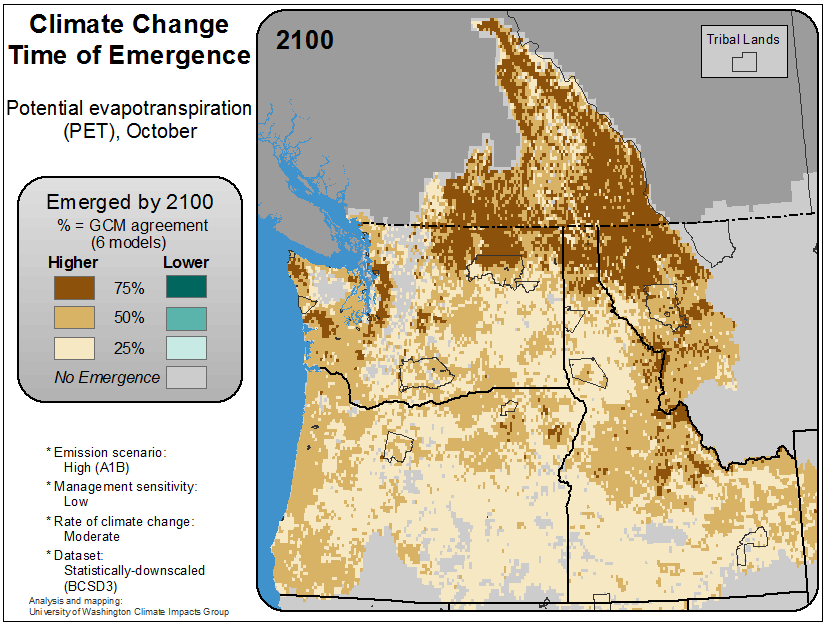 Climate Change
Time of Emergence
Potential evapotranspiration
(PET), October
Emerged by 2100
% = GCM agreement
(6 models)
Higher Lower
75%
50%
25%
No Emergence
* Emission scenario:
High (A1B)
* Management sensitivity:
Low
* Rate of climate change:
Moderate
* Dataset:
Statistically-downscaled
(BCSD3)
Analysis and mapping:
University of Washington Climate Impacts Group
2100
Tribal Lands